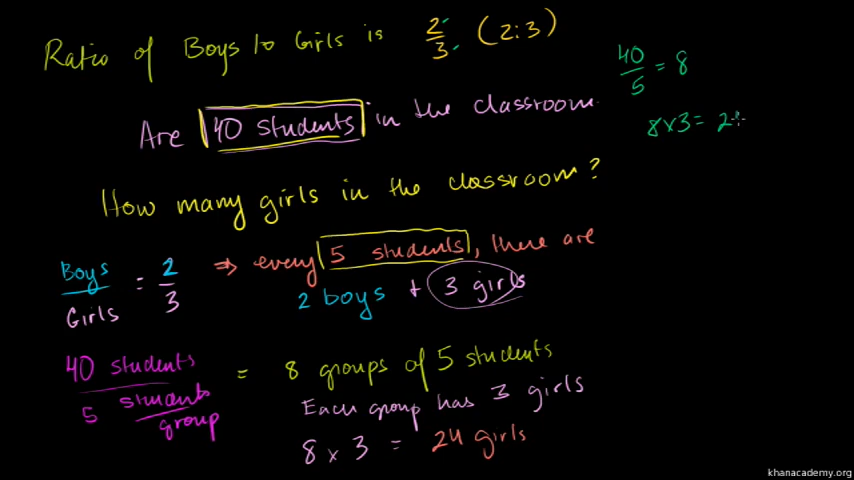 Ratio of Boys to Girls is 2/3 (2:3)
40/5 = 8
Are 40 students in the classroom.
8x3=
How many girls in the classroom?
Boys/Girls = 2/3 ⇒ every 5 students, there are
2 boys + 3 girls
40 students / 5 students group = 8 groups of 5 students
Each group has 3 girls
8 x 3 = 24 girls
khanacademy.org